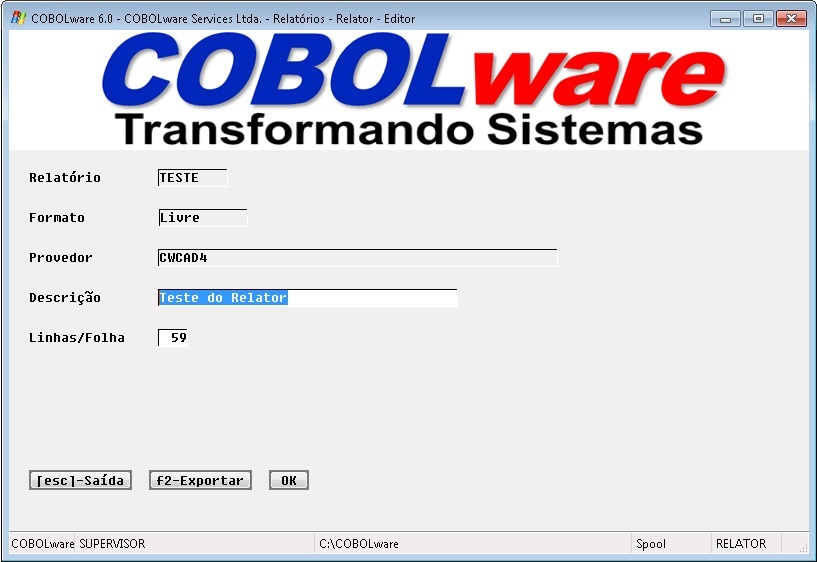 COBOLware 6.0 - COBOLware Services Ltda. - Relatórios - Relator - Editor
COBOLware
Transformando Sistemas
Relatório TESTE
Formato Livre
Provedor CWCAD4
Descrição Teste do Relator
Linhas/Folha 59
[esc]-Saída f2-Exportar OK
COBOLware SUPERVISOR C:\COBOLware Spool RELATOR